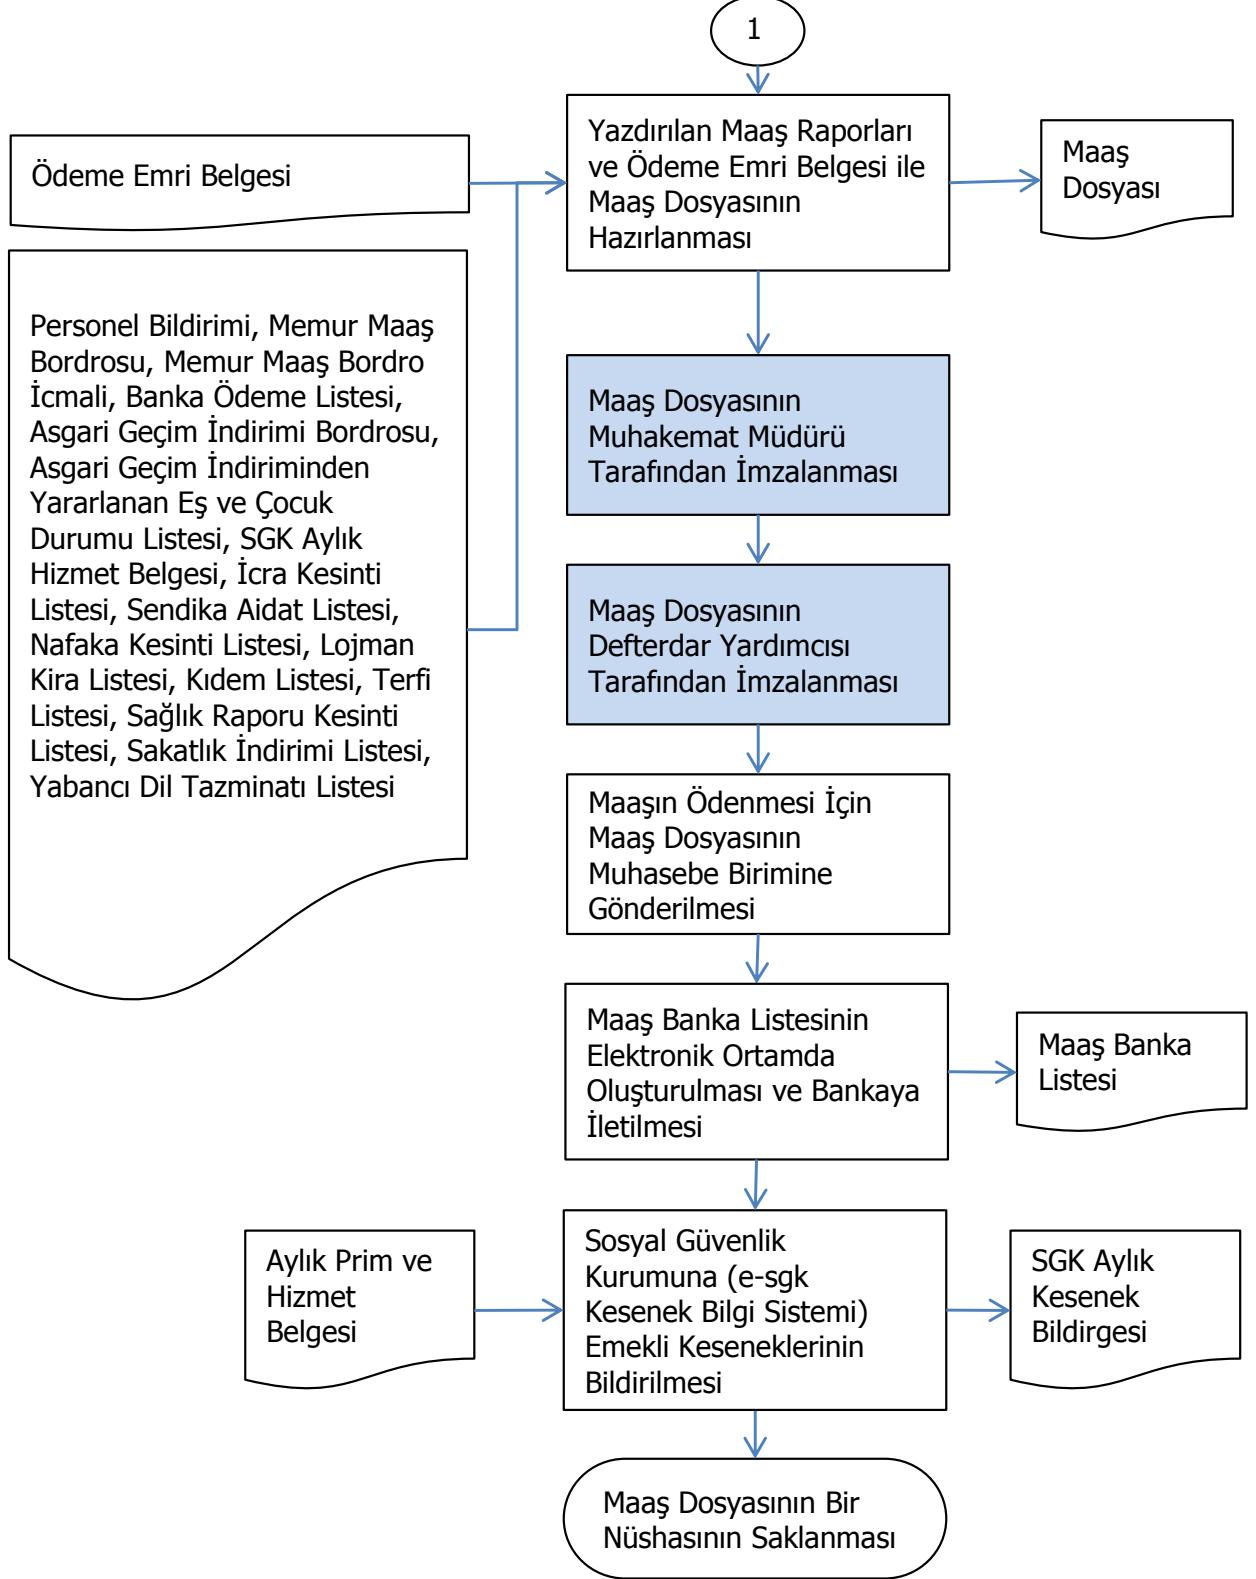 1
Ödeme Emri Belgesi
Yazdırılan Maaş Raporları
ve Ödeme Emri Belgesi ile
Maaş Dosyasının
Hazırlanması
Maaş
Dosyası
Personel Bildirimi, Memur Maaş
Bordrosu, Memur Maaş Bordro
İcmali, Banka Ödeme Listesi,
Asgari Geçim İndirimi Bordrosu,
Asgari Geçim İndiriminden
Yararlanan Eş ve Çocuk
Durumu Listesi, SGK Aylık
Hizmet Belgesi, İcra Kesinti
Listesi, Sendika Aidat Listesi,
Nafaka Kesinti Listesi, Lojman
Kira Listesi, Kıdem Listesi, Terfi
Listesi, Sağlık Raporu Kesinti
Listesi, Sakatlık İndirimi Listesi,
Yabancı Dil Tazminatı Listesi
Maaş Dosyasının
Muhakemat Müdürü
Tarafından İmzalanması
Maaş Dosyasının
Defterdar Yardımcısı
Tarafından İmzalanması
Maaşın Ödenmesi İçin
Maaş Dosyasının
Muhasebe Birimine
Gönderilmesi
Maaş Banka Listesinin
Elektronik Ortamda
Oluşturulması ve Bankaya
İletilmesi
Maaş Banka
Listesi
Aylık Prim ve
Hizmet
Belgesi
Sosyal Güvenlik
Kurumuna (e-sgk
Kesenek Bilgi Sistemi)
Emekli Keseneklerinin
Bildirilmesi
SGK Aylık
Kesenek
Bildirgesi
Maaş Dosyasının Bir
Nüshasının Saklanması